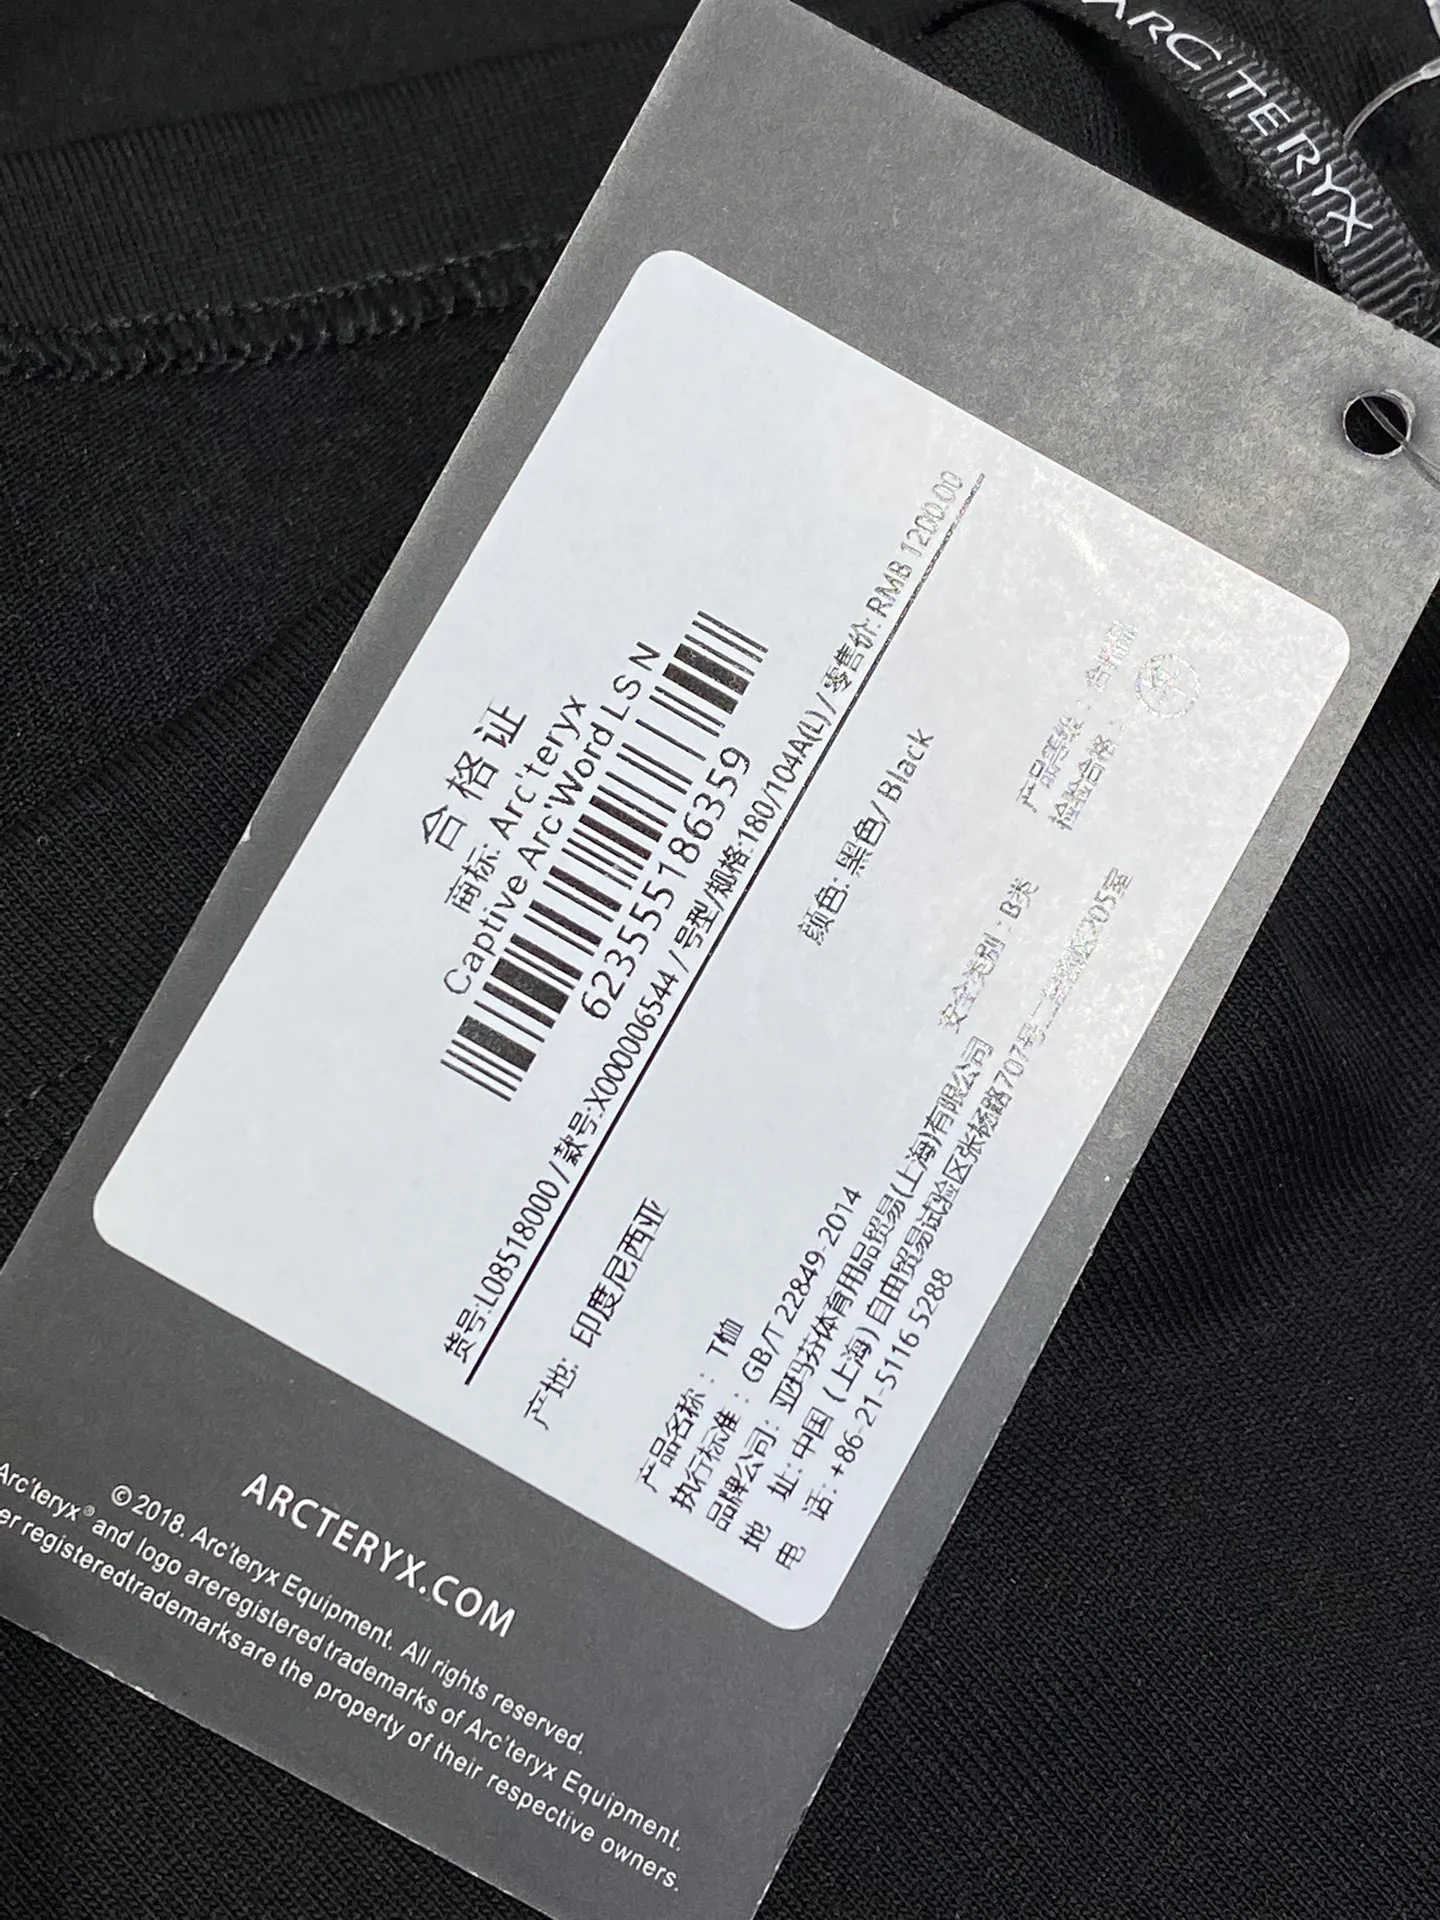 ARC'TERYX
合格证
商标: Arc'teryx
Captive Arc'Word LS N
623555186359
货号:L08518000 / 款号:X000006544 / 号型/规格:180/104A(L) / 零售价: RMB 1200.00
产地: 印度尼西亚
颜色: 黑色/ Black
产品名称： T恤
执行标准： GB/T 22849-2014
安全类别：B类
产品等级：合格品
品牌公司: 亚玛芬体育用品贸易(上海)有限公司
检验合格：
地 址: 中国 (上海) 自由贸易试验区张杨路707号二层西区205室
电 话: +86-21-5116 5288
ARCTERYX.COM
©2018. Arc'teryx Equipment. All rights reserved.
Arc'teryx® and logo areregistered trademarks of Arc'teryx Equipment.
er registeredtrademarksare the property of their respective owners.